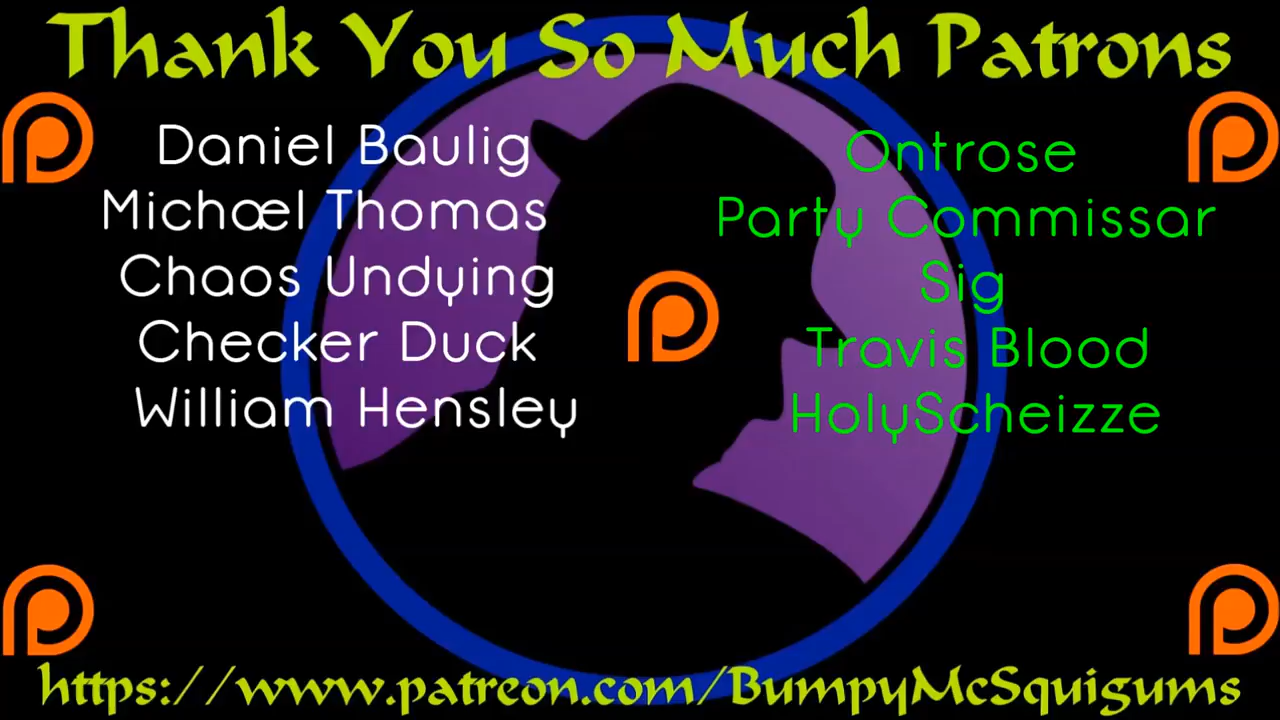 Thank You So Much Patrons
Daniel Baulig
Michæl Thomas
Chaos Undying
Checker Duck
William Hensley
Ontrose
Party Commissar
Sig
Travis Blood
HolyScheizze
https://www.patreon.com/BumpyMcSquigums